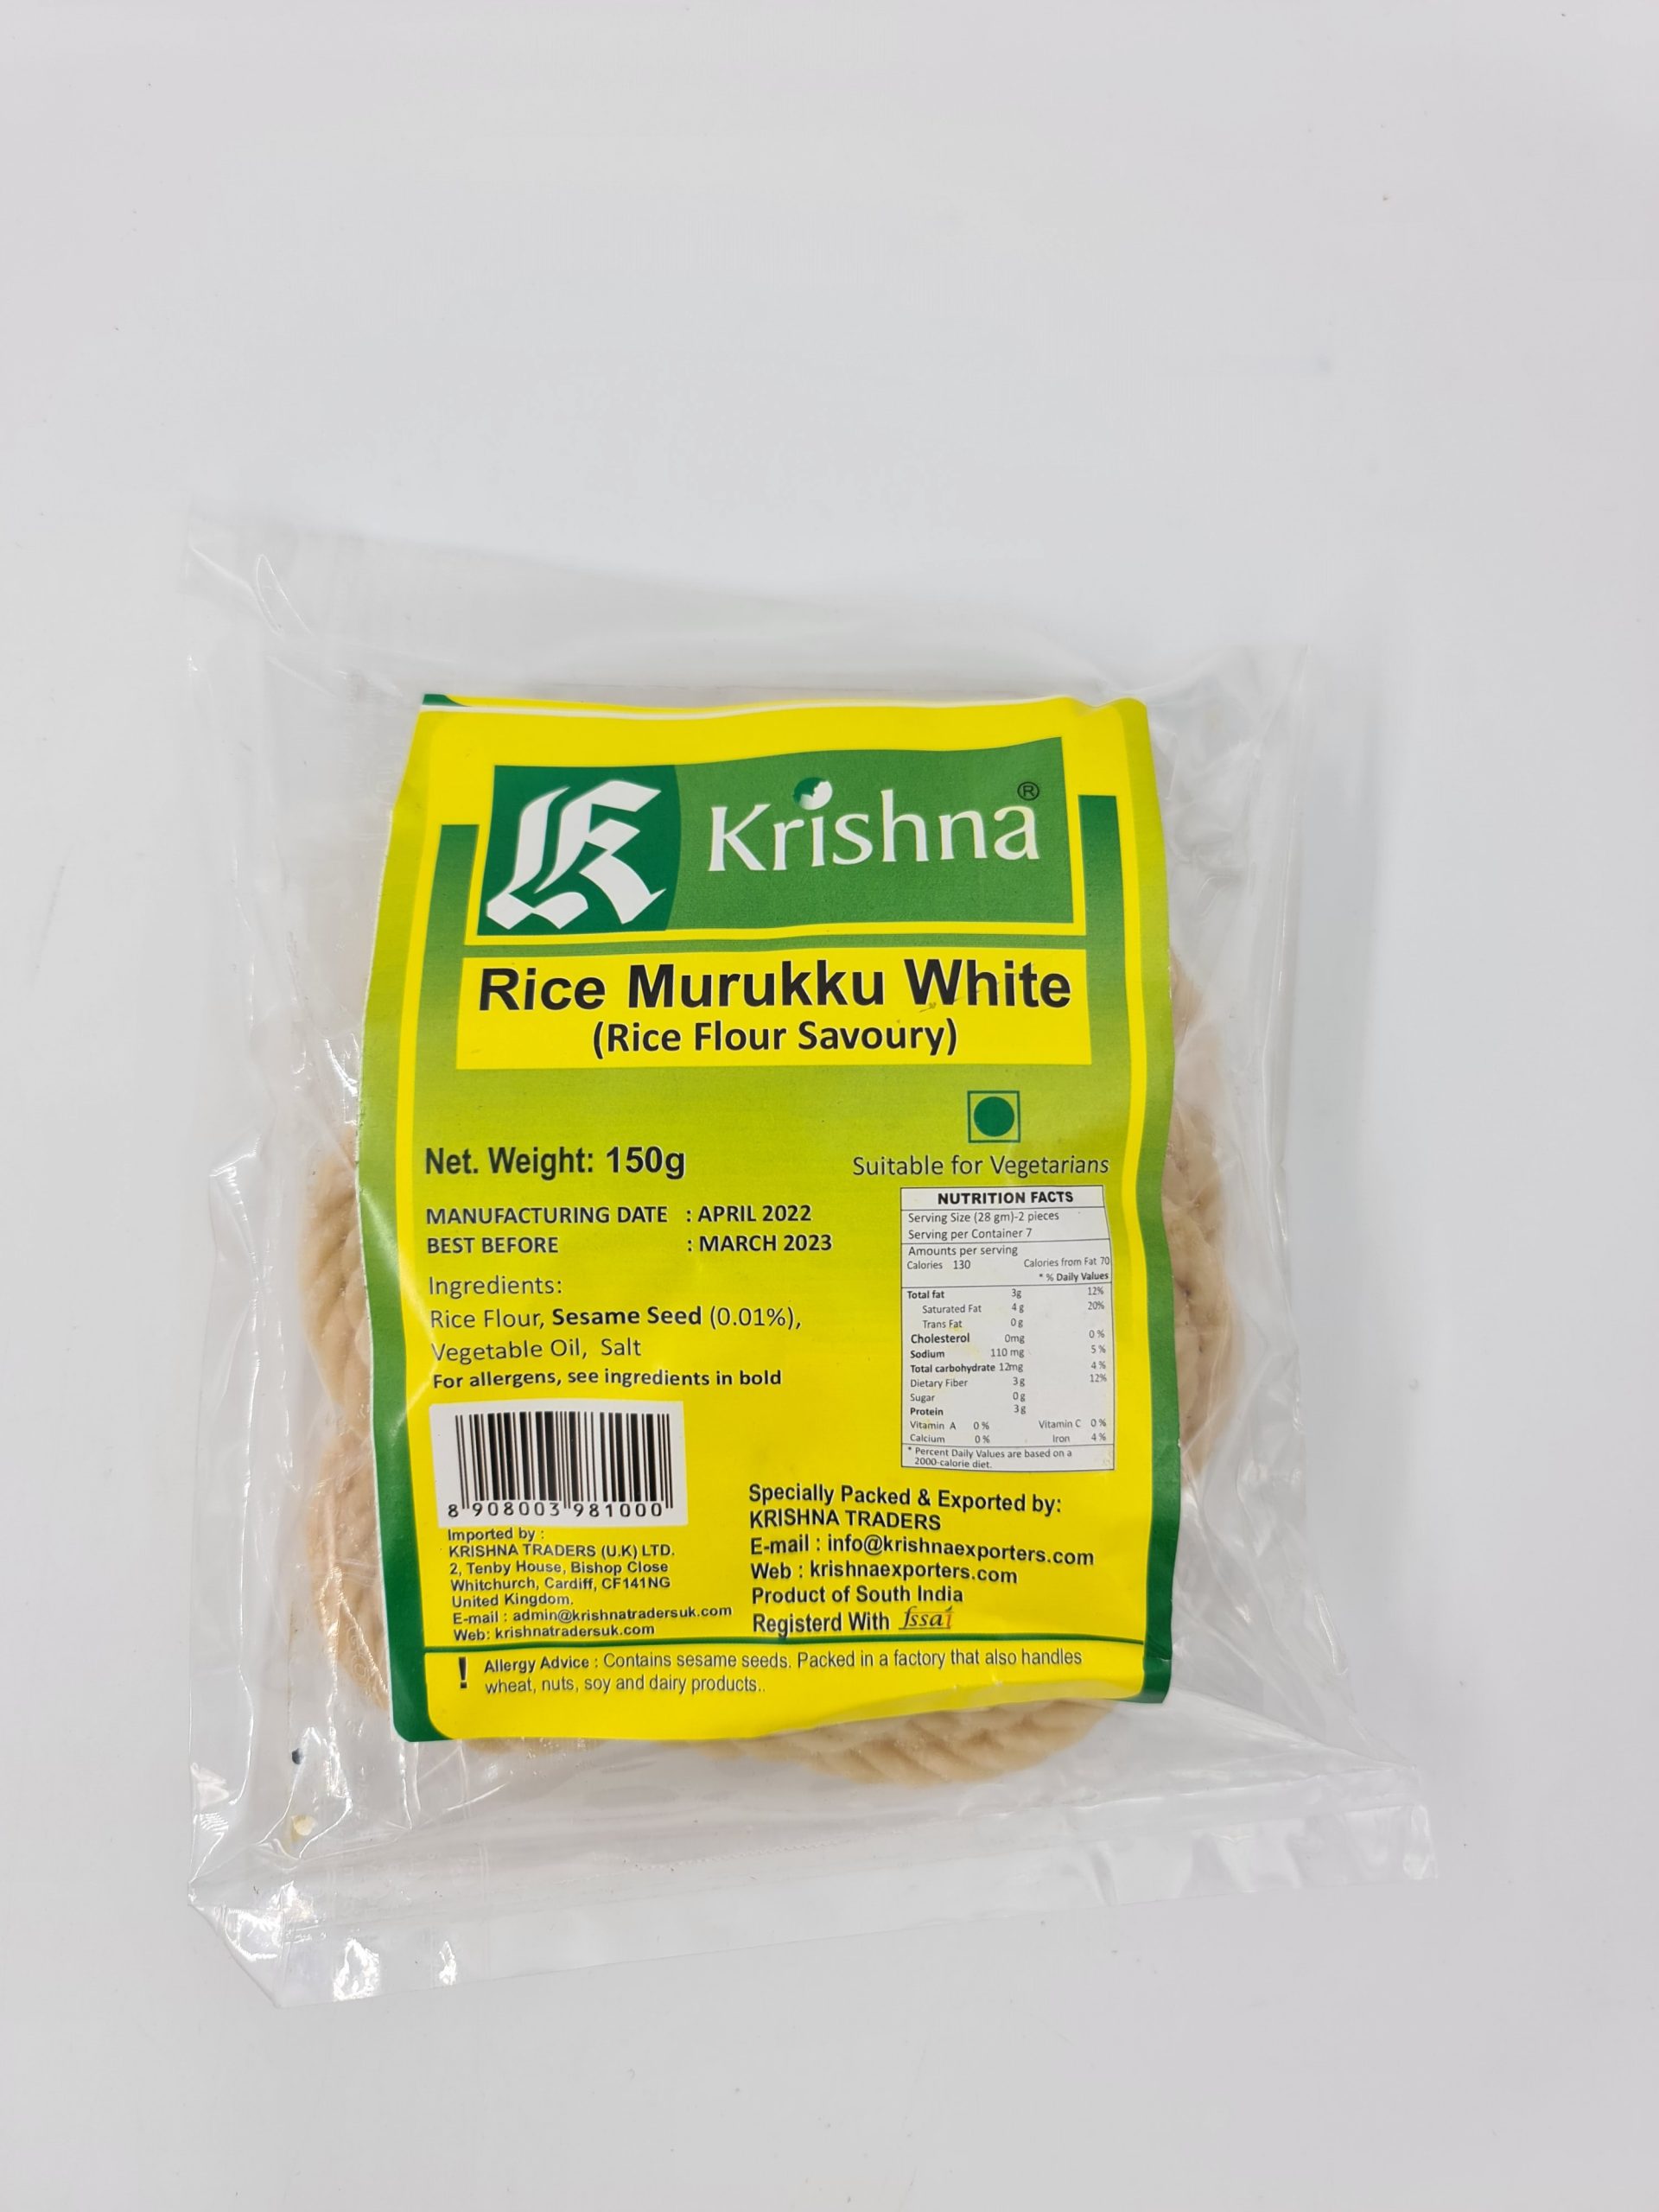 K Krishna ®
Rice Murukku White
(Rice Flour Savoury)
Net. Weight: 150g
Suitable for Vegetarians
MANUFACTURING DATE : APRIL 2022
BEST BEFORE : MARCH 2023
Ingredients:
Rice Flour, Sesame Seed (0.01%),
Vegetable Oil, Salt
For allergens, see ingredients in bold
NUTRITION FACTS
Serving Size (28 gm)-2 pieces
Serving per Container 7
Amounts per serving
Calories 130 Calories from Fat 70
* % Daily Values
Total fat 3g 12%
Saturated Fat 4 g 20%
Trans Fat 0 g
Cholesterol 0mg 0 %
Sodium 110 mg 5 %
Total carbohydrate 12mg 4 %
Dietary Fiber 3 g 12%
Sugar 0 g
Protein 3 g
Vitamin A 0 % Vitamin C 0 %
Calcium 0 % Iron 4 %
* Percent Daily Values are based on a
2000-calorie diet.
8 908003 981000
Imported by :
KRISHNA TRADERS (U.K) LTD.
2, Tenby House, Bishop Close
Whitchurch, Cardiff, CF141NG
United Kingdom.
E-mail : admin@krishnatradersuk.com
Web: krishnatradersuk.com
Specially Packed & Exported by:
KRISHNA TRADERS
E-mail : info@krishnaexporters.com
Web : krishnaexporters.com
Product of South India
Registerd With fssai
! Allergy Advice : Contains sesame seeds. Packed in a factory that also handles
wheat, nuts, soy and dairy products..